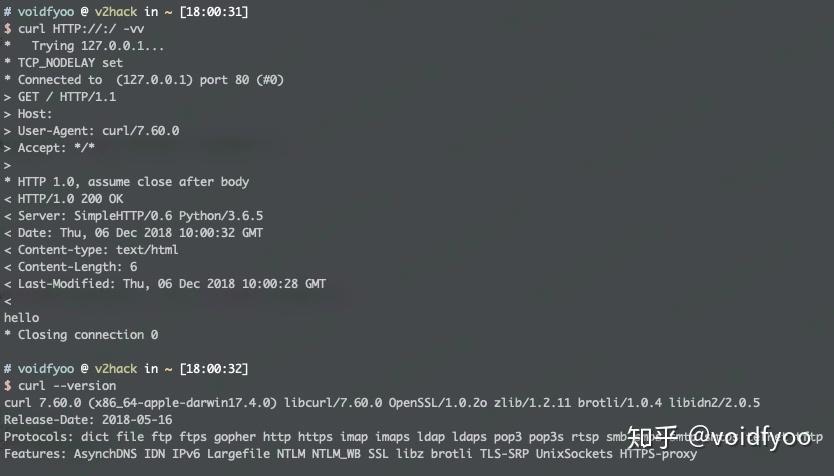 # voidfyoo @ v2hack in ~ [18:00:31]
$ curl HTTP://:/ -vv
*   Trying 127.0.0.1...
* TCP_NODELAY set
* Connected to  (127.0.0.1) port 80 (#0)
> GET / HTTP/1.1
> Host:
> User-Agent: curl/7.60.0
> Accept: */*
>
* HTTP 1.0, assume close after body
< HTTP/1.0 200 OK
< Server: SimpleHTTP/0.6 Python/3.6.5
< Date: Thu, 06 Dec 2018 10:00:32 GMT
< Content-type: text/html
< Content-Length: 6
< Last-Modified: Thu, 06 Dec 2018 10:00:28 GMT
<
hello
* Closing connection 0
# voidfyoo @ v2hack in ~ [18:00:32]
$ curl --version
curl 7.60.0 (x86_64-apple-darwin17.4.0) libcurl/7.60.0 OpenSSL/1.0.2o zlib/1.2.11 brotli/1.0.4 libidn2/2.0.5
Release-Date: 2018-05-16
Protocols: dict file ftp ftps gopher http https imap imaps ldap ldaps pop3 pop3s rtsp smb
Features: AsynchDNS IDN IPv6 Largefile NTLM NTLM_WB SSL libz brotli TLS-SRP UnixSockets HTTPS-proxy
知乎 @voidfyoo